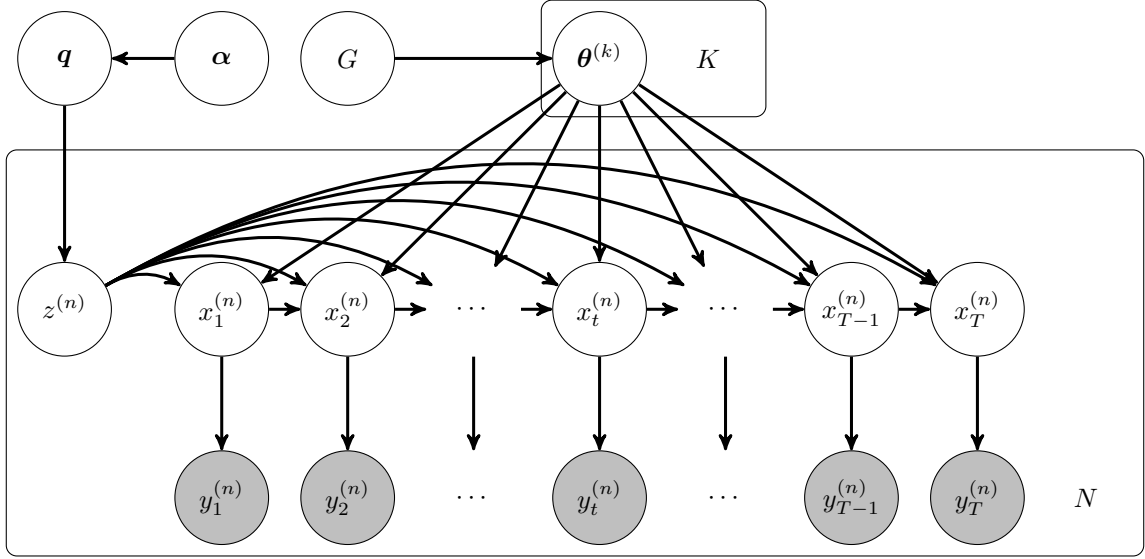 q α G θ^(k) K
z^(n) x_1^(n) x_2^(n) ... x_t^(n) ... x_{T−1}^(n) x_T^(n)
y_1^(n) y_2^(n) ... y_t^(n) ... y_{T−1}^(n) y_T^(n) N